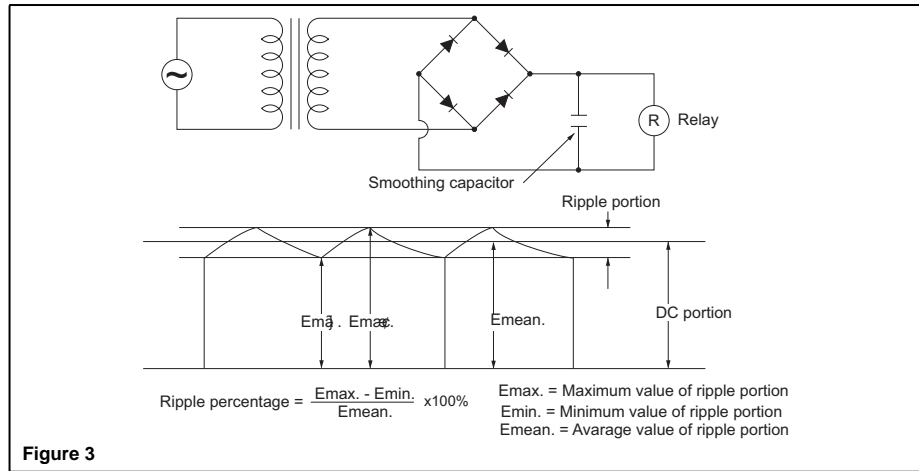 R Relay
Smoothing capacitor
Ripple portion
Emean.
DC portion
Ripple percentage = Emax. - Emin. x100%
Emean.
Emax. = Maximum value of ripple portion
Emin. = Minimum value of ripple portion
Emean. = Avarage value of ripple portion
Figure 3